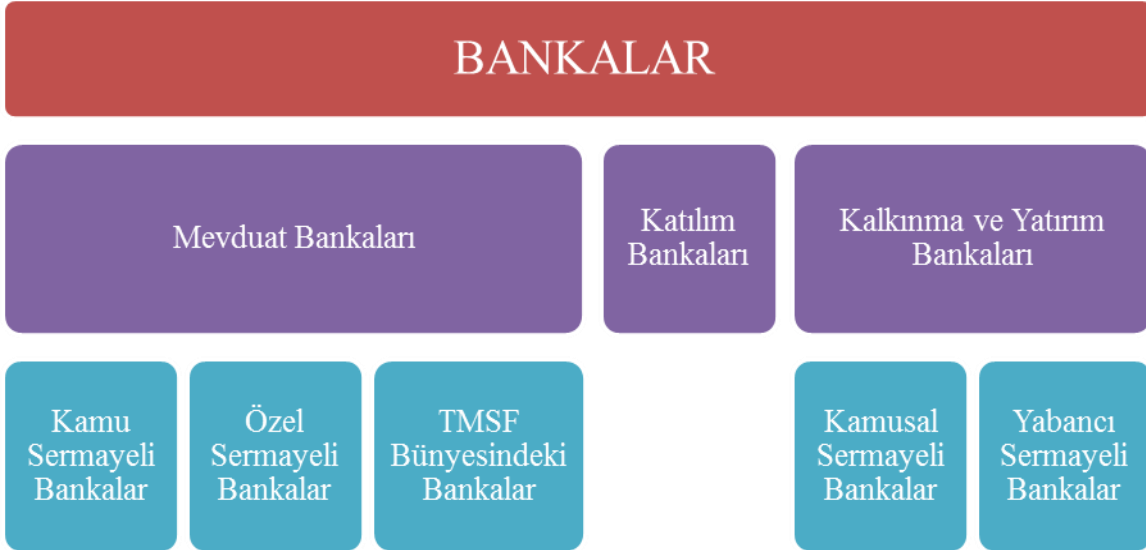 BANKALAR
Mevduat Bankaları
Katılım
Bankaları
Kalkınma ve Yatırım
Bankaları
Kamu
Sermayeli
Bankalar
Özel
Sermayeli
Bankalar
TMSF
Bünyesindeki
Bankalar
Kamusal
Sermayeli
Bankalar
Yabancı
Sermayeli
Bankalar